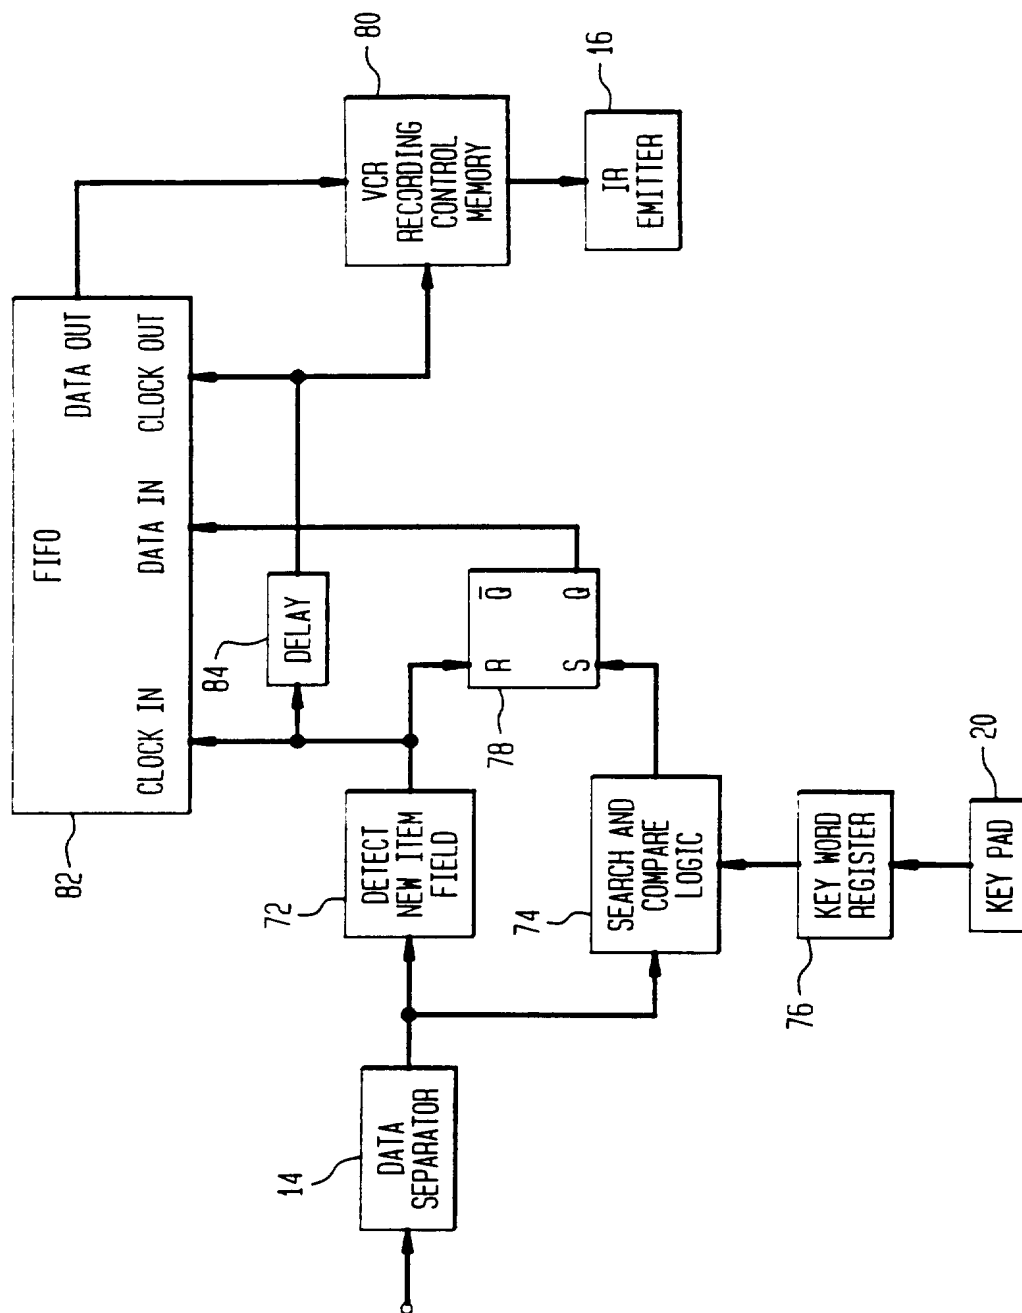 FIFO
DATA OUT
CLOCK IN
DATA IN
CLOCK OUT
82
84
DELAY
80
VCR
RECORDING
CONTROL
MEMORY
16
IR
EMITTER
14
DATA
SEPARATOR
72
DETECT
NEW ITEM
FIELD
78
R
Q̅
S
Q
74
SEARCH AND
COMPARE
LOGIC
76
KEY WORD
REGISTER
20
KEY PAD